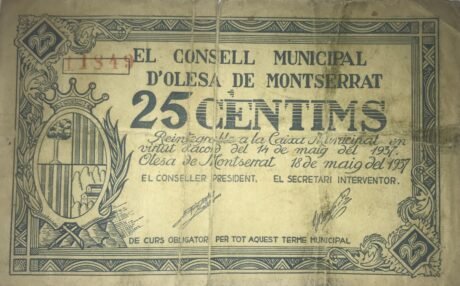 25
11849
EL CONSELL MUNICIPAL
D'OLESA DE MONTSERRAT
25 CÈNTIMS
Reintegrable a la Caixa Municipal en
virtut d'acord del 14 de maig del 1937
Olesa de Montserrat 18 de maig del 1937
EL CONSELLER PRESIDENT. EL SECRETARI INTERVENTOR.
DE CURS OBLIGATORI PER TOT AQUEST TERME MUNICIPAL
25